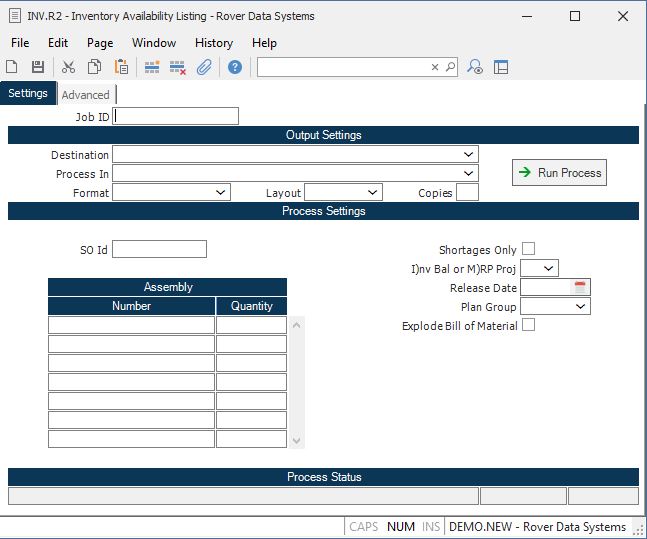 INV.R2 - Inventory Availability Listing - Rover Data Systems
File Edit Page Window History Help
Settings Advanced
Job ID
Output Settings
Destination
Process In
Run Process
Format Layout Copies
Process Settings
SO Id
Shortages Only
I)nv Bal or M)RP Proj
Assembly
Release Date
Number Quantity
Plan Group
Explode Bill of Material
Process Status
CAPS NUM INS DEMO.NEW - Rover Data Systems